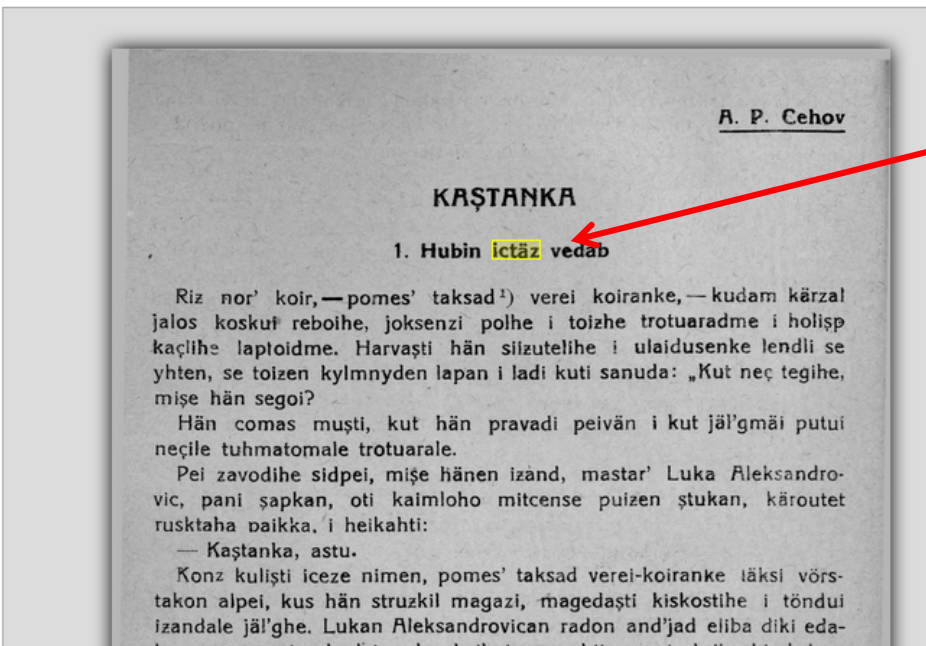 A. P. Cehov
KAŞTANKA
1. Hubin ictäz vedab
Riz nor' koir,—pomes' taksad¹) verei koiranke,—kudam kärzal
jalos koskui reboihe, joksenzi polhe i toizhe trotuaradme i holişp
kaçlihe laptoidme. Harvaşti hän siizutelihe i ulaidusenke lendli se
yhten, se toizen kylmnyden lapan i ladi kuti sanuda: „Kut neç tegihe,
mişe hän segoi?
Hän comas muşti, kut hän pravadi peivän i kut jäl'gmäi putui
neçile tuhmatomale trotuarale.
Pei zavodihe sidpei, mişe hänen izand, mastar' Luka Aleksandro-
vic, pani şapkan, oti kaimloho mitcense puizen ştukan, käroutet
rusktaha paikka, i heikahti:
— Kaştanka, astu.
Konz kulişti iceze nimen, pomes' taksad verei-koiranke läksi võrs-
takon alpei, kus hän struzkil magazi, magedaşti kiskostihe i töndui
izandale jäl'ghe. Lukan Aleksandrovican radon and'jad eliba diki eda-